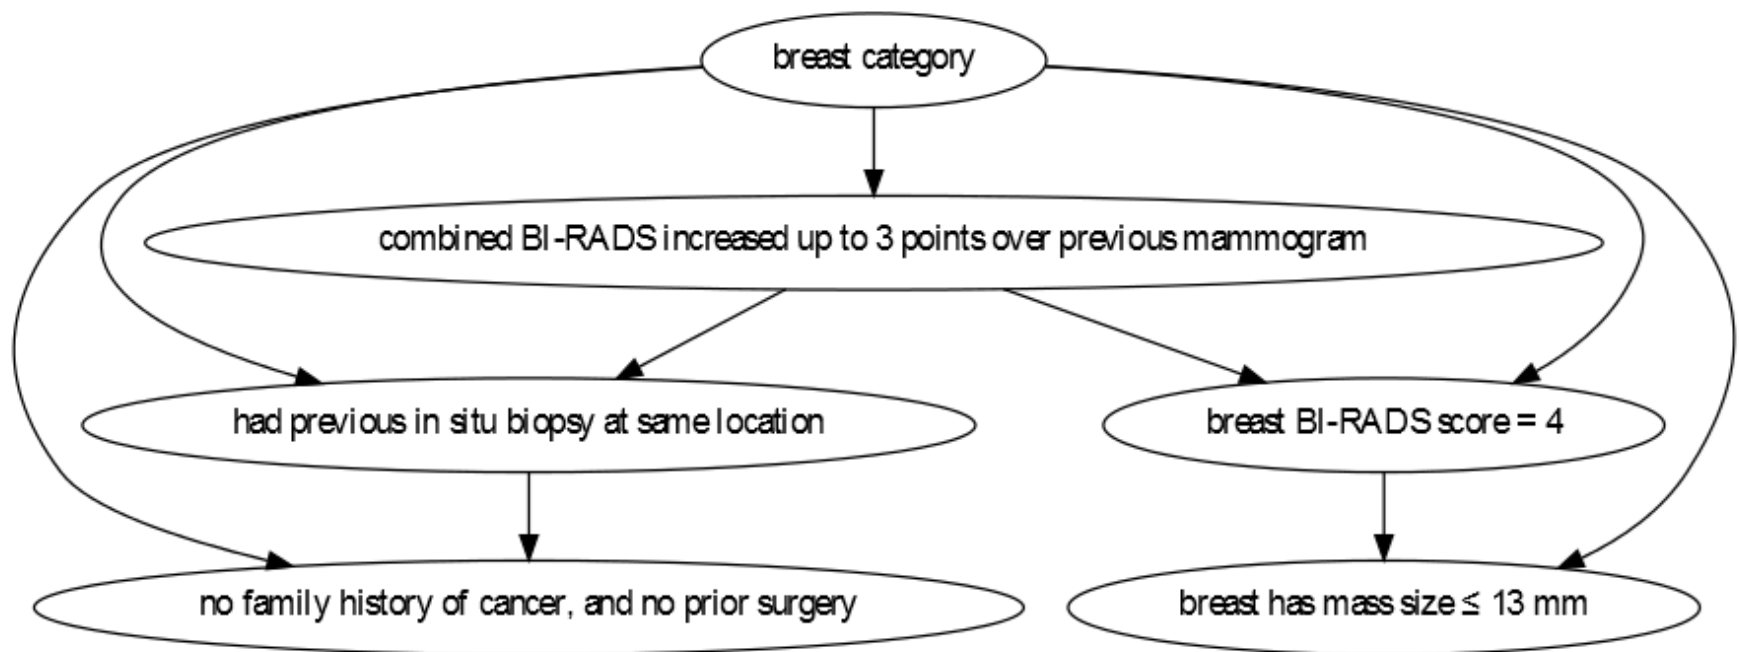 breast category
combined BI-RADS increased up to 3 points over previous mammogram
had previous in situ biopsy at same location
breast BI-RADS score = 4
no family history of cancer, and no prior surgery
breast has mass size ≤ 13 mm